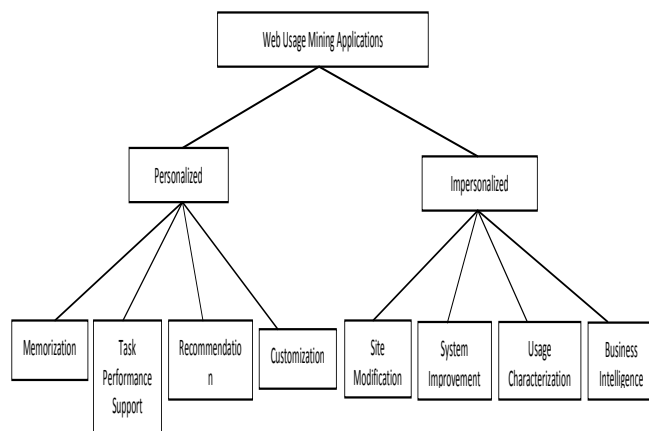 Web Usage Mining Applications
Personalized
Impersonalized
Memorization
Task
Performance
Support
Recommendatio
n
Customization
Site
Modification
System
Improvement
Usage
Characterization
Business
Intelligence